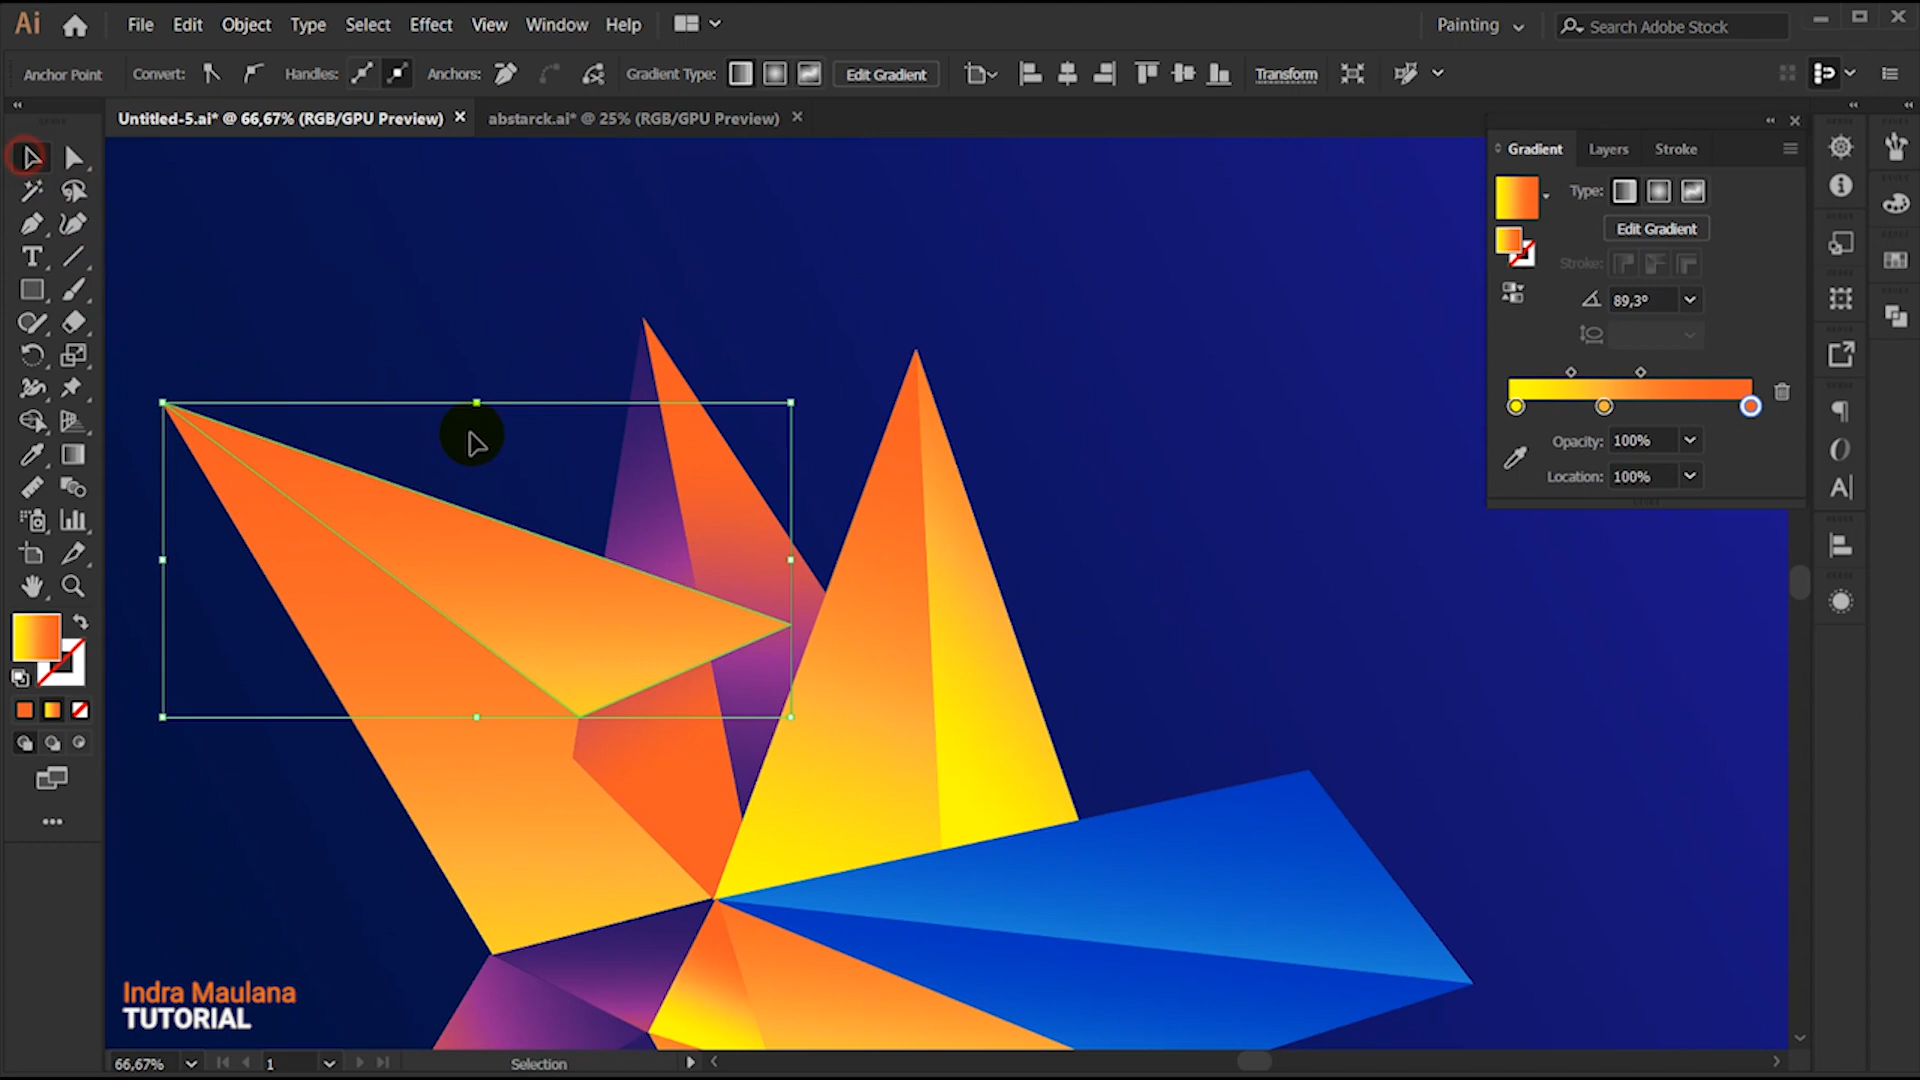 Ai File Edit Object Type Select Effect View Window Help Painting Search Adobe Stock
Anchor Point Convert: Handles: Anchors: Gradient Type: Edit Gradient Transform
Untitled-5.ai* @ 66,67% (RGB/GPU Preview) × abstarck.ai* @ 25% (RGB/GPU Preview) ×
Gradient Layers Stroke
Type:
Edit Gradient
Stroke:
89,3°
Opacity: 100%
Location: 100%
Indra Maulana
TUTORIAL
66,67% 1 Selection